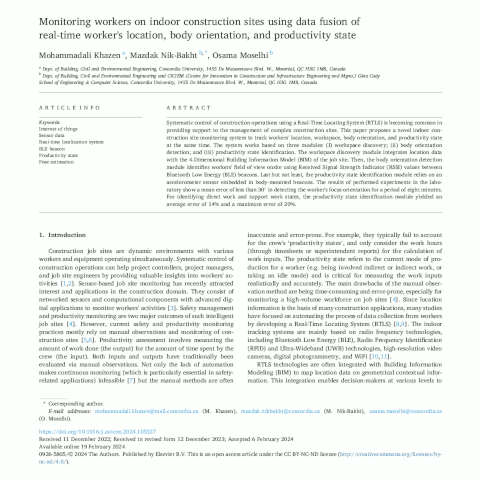 Monitoring workers on indoor construction sites using data fusion of
real-time worker's location, body orientation, and productivity state
Mohammadali Khazen a, Mazdak Nik-Bakht b,*, Osama Moselhi b
a Dept. of Building, Civil and Environmental Engineering, Concordia University, 1455 De Maisonneuve Blvd. W., Montréal, QC H3G 1M8, Canada
b Dept. of Building, Civil and Environmental Engineering and CICITEM (Centre for Innovation in Construction and Infrastructure Engineering and Mgmt.) Gina Cody
School of Engineering & Computer Science, Concordia University, 1455 De Maisonneuve Blvd. W., Montréal, QC H3G 1M8, Canada
ARTICLE INFO
Keywords
Internet of things
Sensor data
Real-time localization system
BLE beacon
Productivity state
Pose estimation
ABSTRACT
Systematic control of construction operations using a Real-Time Locating System (RTLS) is becoming common in
providing support to the management of complex construction sites. This paper proposes a novel indoor con-
struction site monitoring system to track workers' location, workspace, body orientation, and productivity state
at the same time. The system works based on three modules: (i) workspace discovery; (ii) body orientation
detection; and (iii) productivity state identification. The workspace discovery module integrates location data
with the 4-Dimensional Building Information Model (BIM) of the job site. Then, the body orientation detection
module identifies workers' field of view onsite using Received Signal Strength Indicator (RSSI) values between
Bluetooth Low Energy (BLE) beacons. Last but not least, the productivity state identification module relies on an
accelerometer sensor embedded in body-mounted beacons. The results of performed experiments in the labo-
ratory show a mean error of less than 30° in detecting the worker's focus orientation for a period of eight minutes.
For identifying direct work and support work states, the productivity state identification module yielded an
average error of 14% and a maximum error of 20%.
1. Introduction
Construction job sites are dynamic environments with various
workers and equipment operating simultaneously. Systematic control of
construction operations can help project controllers, project managers,
and job site engineers by providing valuable insights into workers' ac-
tivities [1,2]. Sensor-based job site monitoring has recently attracted
interest and applications in the construction domain. They consist of
networked sensors and computational components with advanced dig-
ital applications to monitor workers' activities [3]. Safety management
and productivity monitoring are two major outcomes of such intelligent
job sites [4]. However, current safety and productivity monitoring
practices mostly rely on manual observations and monitoring of con-
struction sites [5,6]. Productivity assessment involves measuring the
amount of work done (the output) for the amount of time spent by the
crew (the input). Both inputs and outputs have traditionally been
evaluated via manual observations. Not only the lack of automation
makes continuous monitoring (which is particularly essential in safety-
related applications) infeasible [7] but the manual methods are often
inaccurate and error-prone. For example, they typically fail to account
for the crews 'productivity states', and only consider the work hours
(through timesheets or superintendent reports) for the calculation of
work inputs. The productivity state refers to the current mode of pro-
duction for a worker (e.g. being involved in direct or indirect work, or
taking an idle mode) and is critical for measuring the work inputs
realistically and accurately. The main drawbacks of the manual obser-
vation method are being time-consuming and error-prone, especially for
monitoring a high-volume workforce on job sites [4]. Since location
information is the basis of many construction applications, many studies
have focused on automating the process of data collection from workers
by developing a Real-Time Locating System (RTLS) [8,9]. The indoor
tracking systems are mainly based on radio frequency technologies,
including Bluetooth Low Energy (BLE), Radio Frequency Identification
(RFID) and Ultra-Wideband (UWB) technologies, high-resolution video
cameras, digital photogrammetry, and WiFi [10,11].
RTLS technologies are often integrated with Building Information
Modeling (BIM) to map location data on geometrical contextual infor-
mation. This integration enables decision-makers at various levels to
* Corresponding author.
E-mail address: mohammadali.khazen@mail.concordia.ca (M. Khazen), mazdak.nikbakht@concordia.ca (M. Nik-Bakht), osama.moselhi@concordia.ca
(O. Moselhi).
https://doi.org/10.1016/j.autcon.2024.105327
Received 11 December 2022; Received in revised form 12 December 2023; Accepted 6 February 2024
Available online 19 February 2024
0926-5805/© 2024 The Authors. Published by Elsevier B.V. This is an open access article under the CC BY-NC-ND license (http://creativecommons.org/licenses/by-
nc-nd/4.0/).